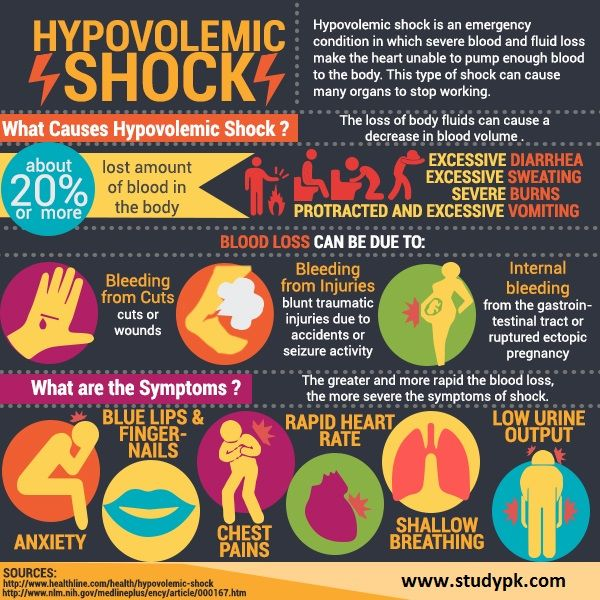 HYPOVOLEMIC
SHOCK
Hypovolemic shock is an emergency
condition in which severe blood and fluid loss
make the heart unable to pump enough blood
to the body. This type of shock can cause
many organs to stop working.
What Causes Hypovolemic Shock ?
The loss of body fluids can cause a
decrease in blood volume .
about
20%
or more
lost amount
of blood in
the body
EXCESSIVE DIARRHEA
EXCESSIVE SWEATING
SEVERE BURNS
PROTRACTED AND EXCESSIVE VOMITING
BLOOD LOSS CAN BE DUE TO:
Bleeding
from Cuts
cuts or
wounds
Bleeding
from Injuries
blunt traumatic
injuries due to
accidents or
seizure activity
Internal
bleeding
from the gastroin-
testinal tract or
ruptured ectopic
pregnancy
What are the Symptoms ?
The greater and more rapid the blood loss,
the more severe the symptoms of shock.
ANXIETY
BLUE LIPS &
FINGER-
NAILS
CHEST
PAINS
RAPID HEART
RATE
SHALLOW
BREATHING
LOW URINE
OUTPUT
SOURCES:
http://www.healthline.com/health/hypovolemic-shock
http://www.nlm.nih.gov/medlineplus/ency/article/000167.htm
www.studypk.com